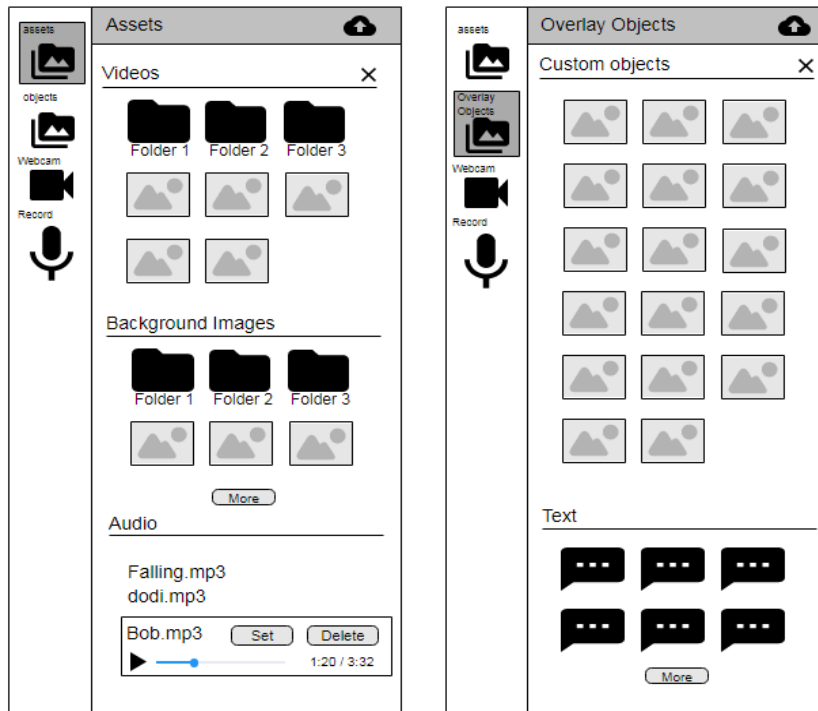 assets
Assets
Videos
objects
Folder 1 Folder 2 Folder 3
Webcam
Record
Background Images
Folder 1 Folder 2 Folder 3
More
Audio
Falling.mp3
dodi.mp3
Bob.mp3 Set Delete
1:20 / 3:32
assets
Overlay Objects
Custom objects
Overlay
Objects
Webcam
Record
Text
More